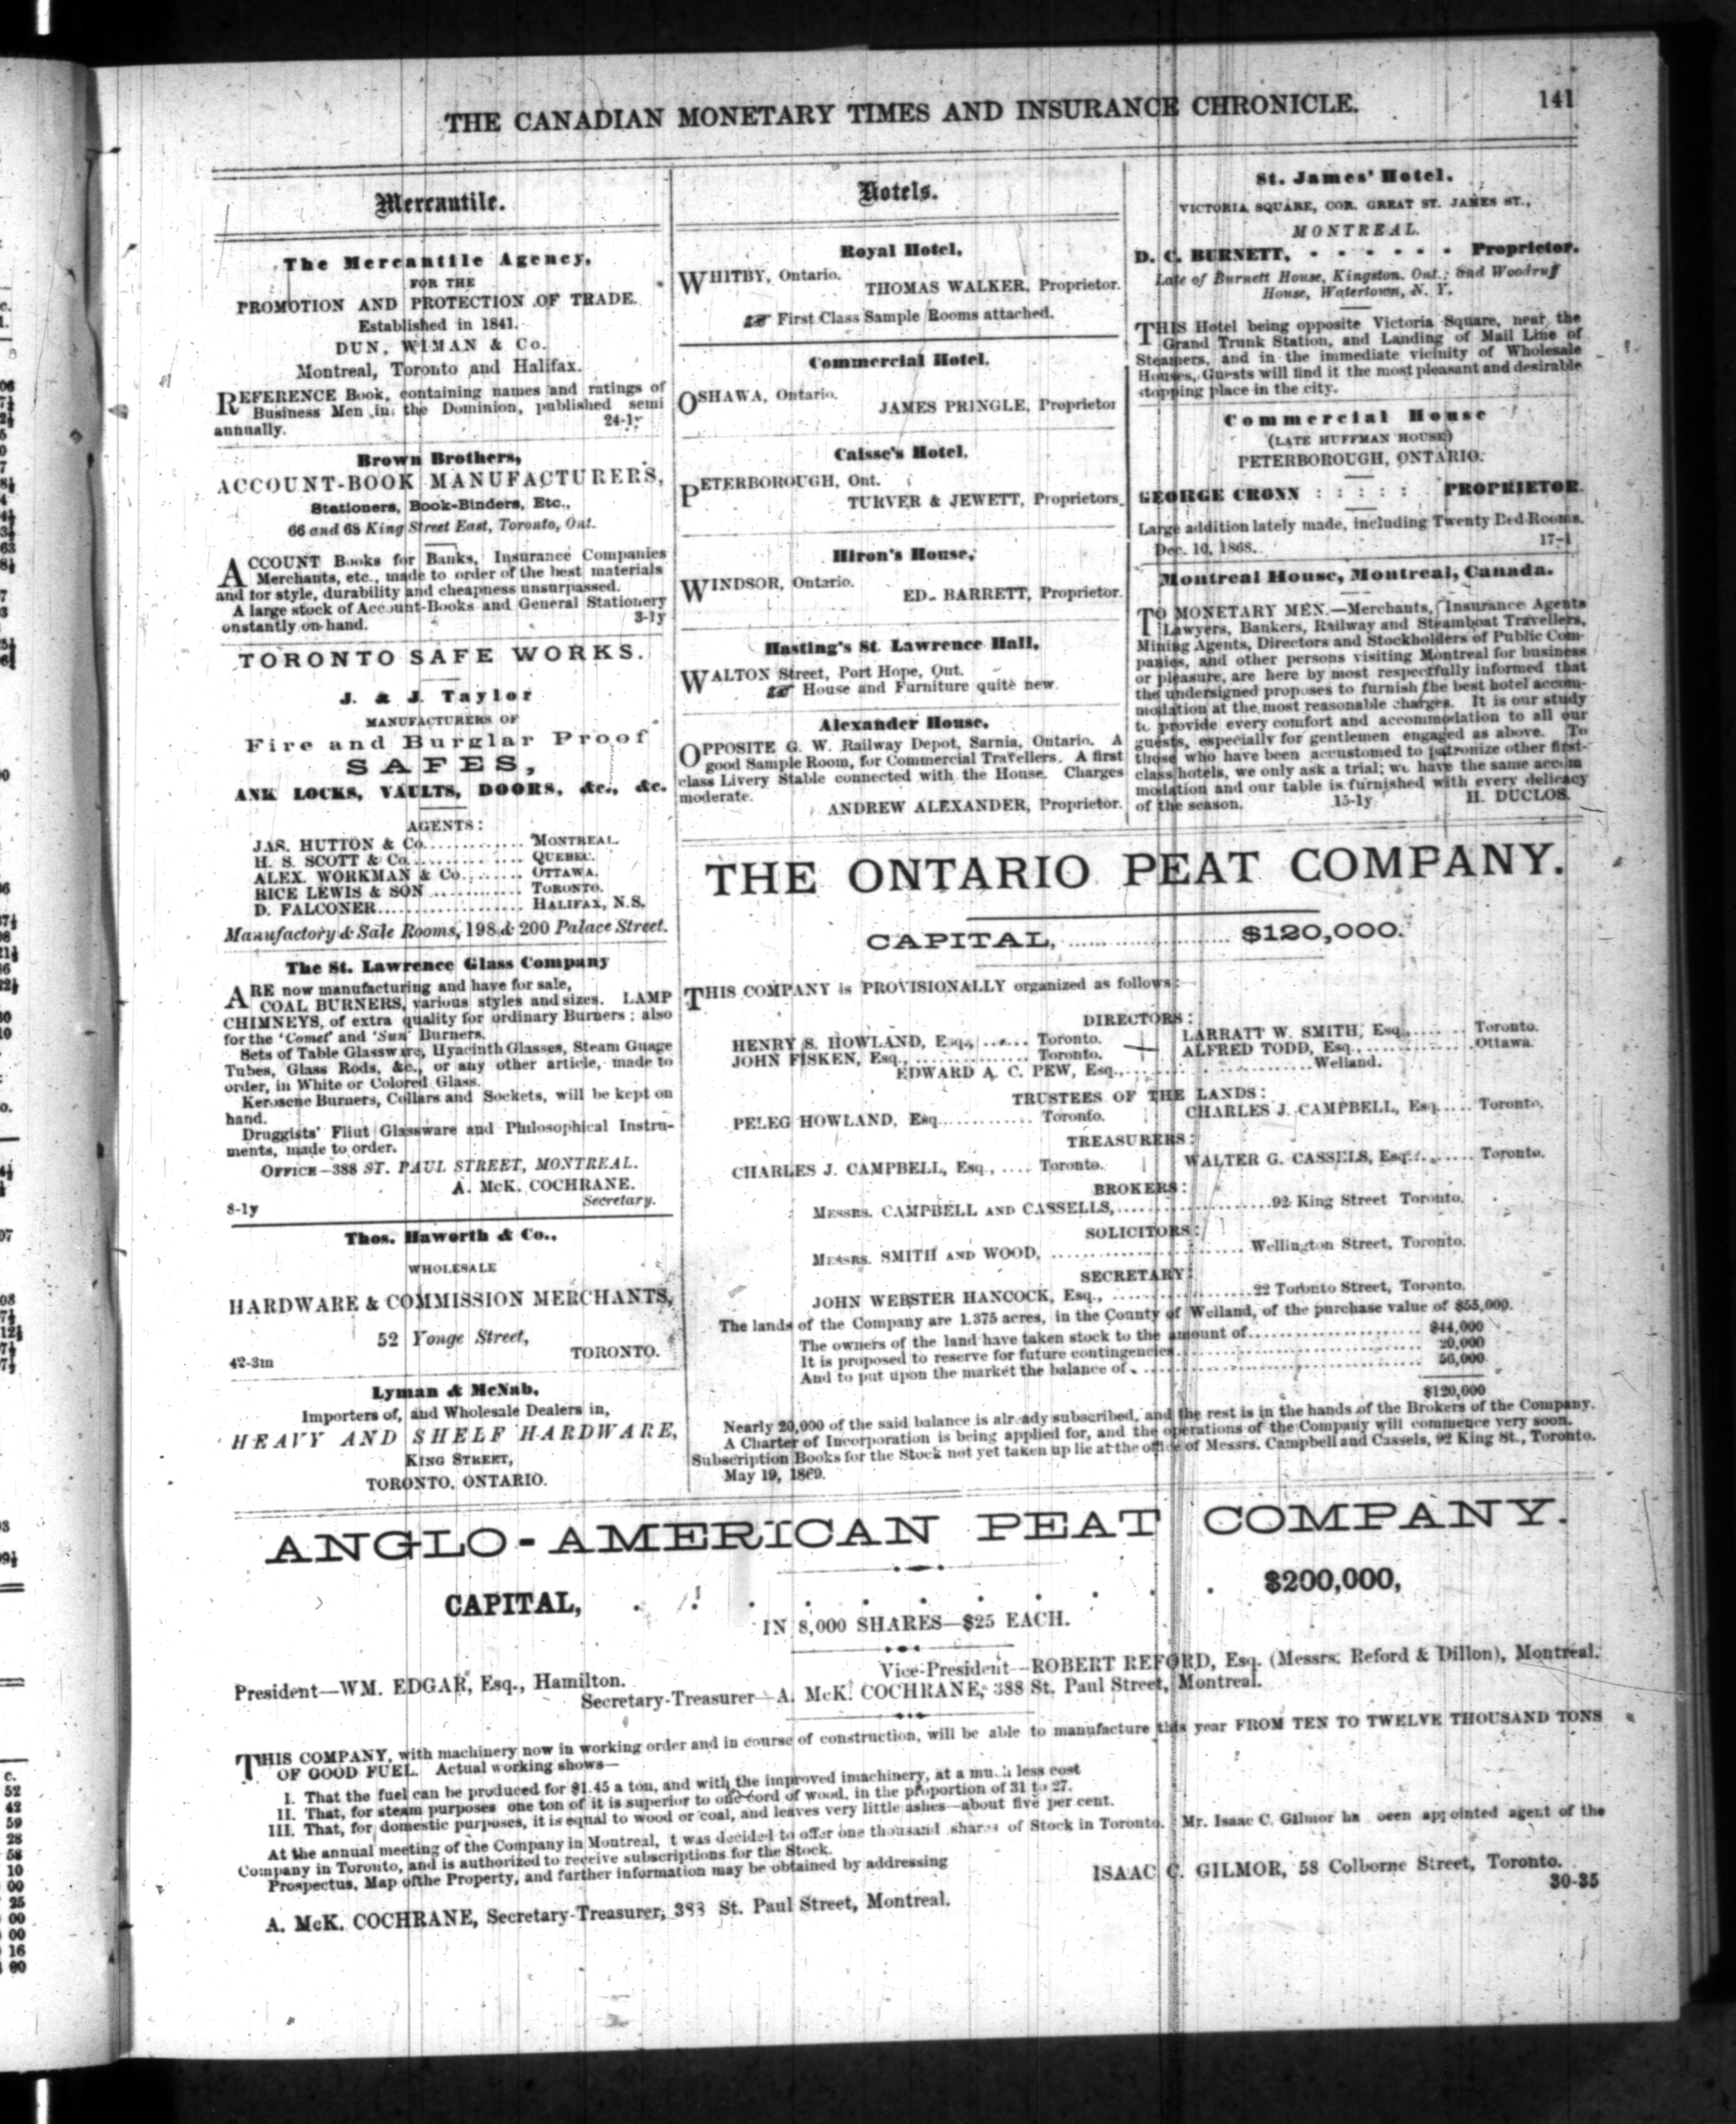 THE CANADIAN MONETARY TIMES AND INSURANCE CHRONICLE. 141
Mercantile.
The Mercantile Agency,
FOR THE
PROMOTION AND PROTECTION OF TRADE.
Established in 1841.
DUN, WIMAN & Co.
Montreal, Toronto and Halifax.
REFERENCE Book, containing names and ratings of
Business Men in the Dominion, published semi
annually. 24-1y
Brown Brothers,
ACCOUNT-BOOK MANUFACTURERS,
Stationers, Book-Binders, Etc.,
66 and 68 King Street East, Toronto, Ont.
ACCOUNT Books for Banks, Insurance Companies
Merchants, etc., made to order of the best materials
and for style, durability and cheapness unsurpassed.
A large stock of Account-Books and General Stationery
onstantly on hand. 3-1y
TORONTO SAFE WORKS.
J. & J. Taylor
MANUFACTURERS OF
Fire and Burglar Proof
SAFES,
ANK LOCKS, VAULTS, DOORS, &c., &c.
AGENTS:
JAS. HUTTON & Co. ............ MONTREAL.
H. S. SCOTT & Co. ............ QUEBEC.
ALEX. WORKMAN & Co. ....... OTTAWA.
RICE LEWIS & SON ............ TORONTO.
D. FALCONER.................. HALIFAX, N.S.
Manufactory & Sale Rooms, 198 & 200 Palace Street.
The St. Lawrence Glass Company
ARE now manufacturing and have for sale,
COAL BURNERS, various styles and sizes. LAMP
CHIMNEYS, of extra quality for ordinary Burners; also
for the 'Comet' and 'Sun' Burners.
Sets of Table Glassware, Hyacinth Glasses, Steam Guage
Tubes, Glass Rods, &c., or any other article, made to
order, in White or Colored Glass.
Kerosene Burners, Collars and Sockets, will be kept on
hand.
Druggists' Flint Glassware and Philosophical Instru-
ments, made to order.
OFFICE—388 ST. PAUL STREET, MONTREAL.
A. McK. COCHRANE.
8-1y Secretary.
Thos. Haworth & Co.,
WHOLESALE
HARDWARE & COMMISSION MERCHANTS,
52 Yonge Street,
42-3m TORONTO.
Lyman & McNab,
Importers of, and Wholesale Dealers in,
HEAVY AND SHELF HARDWARE,
KING STREET,
TORONTO, ONTARIO.
Hotels.
Royal Hotel,
WHITBY, Ontario.
THOMAS WALKER, Proprietor.
☞ First Class Sample Rooms attached.
Commercial Hotel,
OSHAWA, Ontario.
JAMES PRINGLE, Proprietor
Caisse's Hotel,
PETERBOROUGH, Ont.
TURVER & JEWETT, Proprietors.
Hiron's House,
WINDSOR, Ontario.
ED. BARRETT, Proprietor.
Hasting's St. Lawrence Hall,
WALTON Street, Port Hope, Ont.
☞ House and Furniture quite new.
Alexander House,
OPPOSITE G. W. Railway Depot, Sarnia, Ontario. A
good Sample Room, for Commercial Travellers. A first
class Livery Stable connected with the House. Charges
moderate.
ANDREW ALEXANDER, Proprietor.
St. James' Hotel.
VICTORIA SQUARE, COR. GREAT ST. JAMES ST.,
MONTREAL.
D. C. BURNETT, - - - - - - Proprietor.
Late of Burnett House, Kingston, Ont.; and Woodruff
House, Watertown, N. Y.
THIS Hotel being opposite Victoria Square, near the
Grand Trunk Station, and Landing of Mail Line of
Steamers, and in the immediate vicinity of Wholesale
Houses, Guests will find it the most pleasant and desirable
stopping place in the city.
Commercial House
(LATE HUFFMAN HOUSE)
PETERBOROUGH, ONTARIO.
GEORGE CRONN : : : : : PROPRIETOR.
Large addition lately made, including Twenty Bed Rooms.
Dec. 10, 1868. 17-1
Montreal House, Montreal, Canada.
TO MONETARY MEN.—Merchants, Insurance Agents
Lawyers, Bankers, Railway and Steamboat Travellers,
Mining Agents, Directors and Stockholders of Public Com-
panies, and other persons visiting Montreal for business
or pleasure, are here by most respectfully informed that
the undersigned proposes to furnish the best hotel accom-
modation at the most reasonable charges. It is our study
to provide every comfort and accommodation to all our
guests, especially for gentlemen engaged as above. To
those who have been accustomed to patronize other first-
class hotels, we only ask a trial; we have the same accom
modation and our table is furnished with every delicacy
of the season. 15-1y H. DUCLOS.
THE ONTARIO PEAT COMPANY.
CAPITAL, ........................ $120,000.
THIS COMPANY is PROVISIONALLY organized as follows:
DIRECTORS:
HENRY S. HOWLAND, Esq., ...... Toronto. LARRATT W. SMITH, Esq., ....... Toronto.
JOHN FISKEN, Esq., ............... Toronto. ALFRED TODD, Esq., ............... Ottawa.
EDWARD A. C. PEW, Esq., ......................... Welland.
TRUSTEES OF THE LANDS:
PELEG HOWLAND, Esq............. Toronto. CHARLES J. CAMPBELL, Esq..... Toronto.
TREASURERS:
CHARLES J. CAMPBELL, Esq., .... Toronto. WALTER G. CASSELS, Esq., ....... Toronto.
BROKERS:
MESSRS. CAMPBELL AND CASSELLS,......................92 King Street Toronto.
SOLICITORS:
MESSRS. SMITH AND WOOD, ........................... Wellington Street, Toronto.
SECRETARY:
JOHN WEBSTER HANCOCK, Esq., ..................22 Toronto Street, Toronto.
The lands of the Company are 1.375 acres, in the County of Welland, of the purchase value of $55,000.
The owners of the land have taken stock to the amount of........................ $44,000
It is proposed to reserve for future contingencies................................... 20,000
And to put upon the market the balance of ........................................ 56,000
$120,000
Nearly 20,000 of the said balance is already subscribed, and the rest is in the hands of the Brokers of the Company.
A Charter of Incorporation is being applied for, and the operations of the Company will commence very soon.
Subscription Books for the Stock not yet taken up lie at the office of Messrs. Campbell and Cassels, 92 King St., Toronto.
May 19, 1869.
ANGLO-AMERICAN PEAT COMPANY.
CAPITAL, . . . . . . . . . . $200,000,
IN 8,000 SHARES—$25 EACH.
President—WM. EDGAR, Esq., Hamilton. Vice-President—ROBERT REFORD, Esq. (Messrs. Reford & Dillon), Montreal.
Secretary-Treasurer—A. McK. COCHRANE, 388 St. Paul Street, Montreal.
THIS COMPANY, with machinery now in working order and in course of construction, will be able to manufacture this year FROM TEN TO TWELVE THOUSAND TONS
OF GOOD FUEL. Actual working shows—
I. That the fuel can be produced for $1.45 a ton, and with the improved imachinery, at a much less cost
II. That, for steam purposes one ton of it is superior to one cord of wood, in the proportion of 31 to 27.
III. That, for domestic purposes, it is equal to wood or coal, and leaves very little ashes—about five per cent.
At the annual meeting of the Company in Montreal, t was decided to offer one thousand shares of Stock in Toronto. Mr. Isaac C. Gilmor ha been appointed agent of the
Company in Toronto, and is authorized to receive subscriptions for the Stock.
Prospectus, Map ofthe Property, and further information may be obtained by addressing
ISAAC C. GILMOR, 58 Colborne Street, Toronto.
30-35
A. McK. COCHRANE, Secretary-Treasurer, 388 St. Paul Street, Montreal.